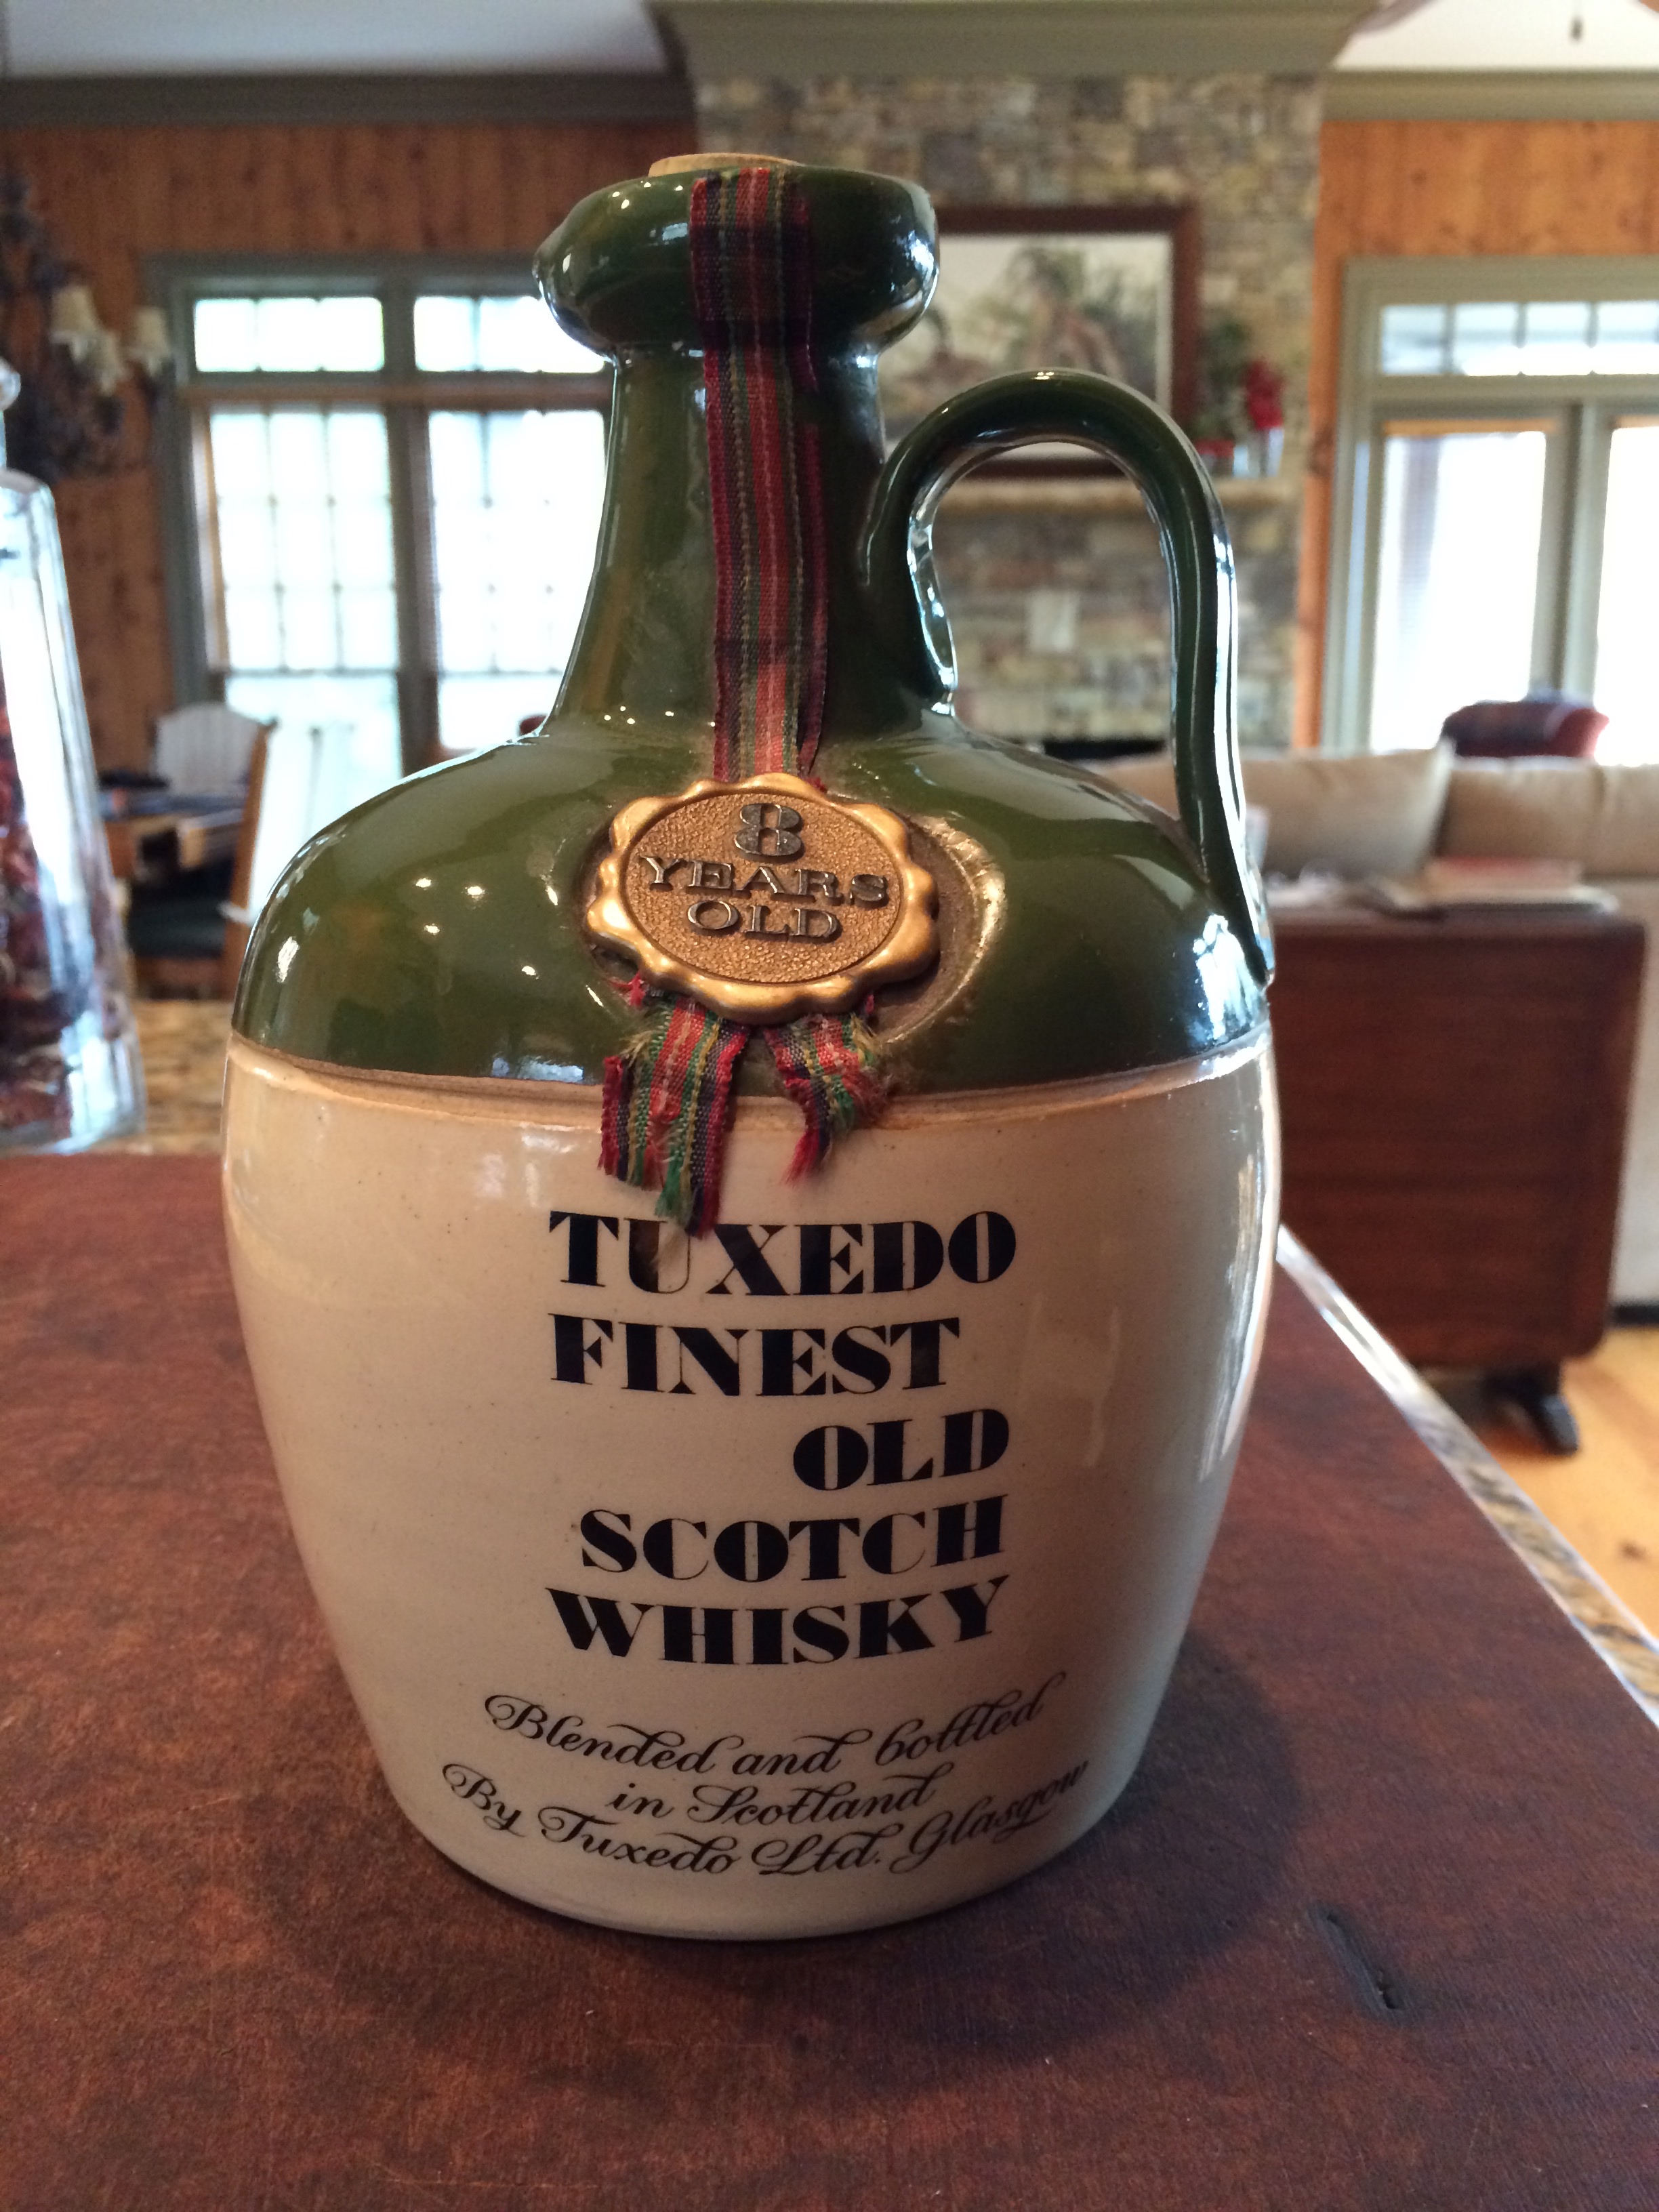 8
YEARS
OLD
TUXEDO
FINEST
OLD
SCOTCH
WHISKY
Blended and bottled
in Scotland
By Tuxedo Ltd. Glasgow